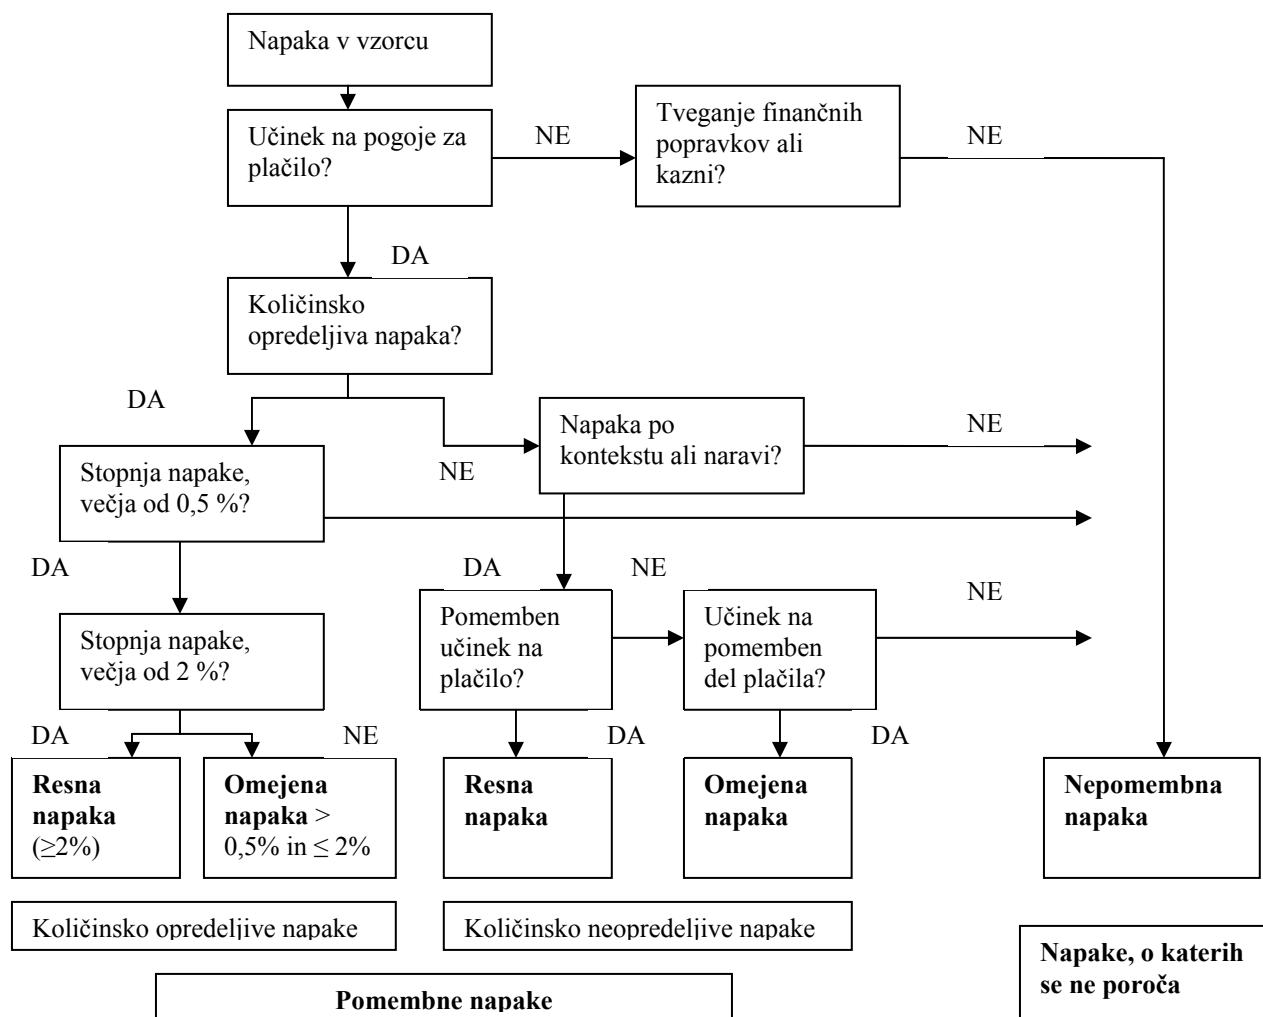 Napaka v vzorcu
Učinek na pogoje za
plačilo?
NE
Tveganje finančnih
popravkov ali
kazni?
NE
DA
Količinsko
opredeljiva napaka?
DA
Stopnja napake,
večja od 0,5 %?
NE
Napaka po
kontekstu ali naravi?
NE
DA
Stopnja napake,
večja od 2 %?
DA
Pomemben
učinek na
plačilo?
NE
Učinek na
pomemben
del plačila?
NE
DA
NE
DA
DA
Resna
napaka
(≥2%)
Omejena
napaka >
0,5% in ≤ 2%
Resna
napaka
Omejena
napaka
Nepomembna
napaka
Količinsko opredeljive napake
Količinsko neopredeljive napake
Napake, o katerih
se ne poroča
Pomembne napake